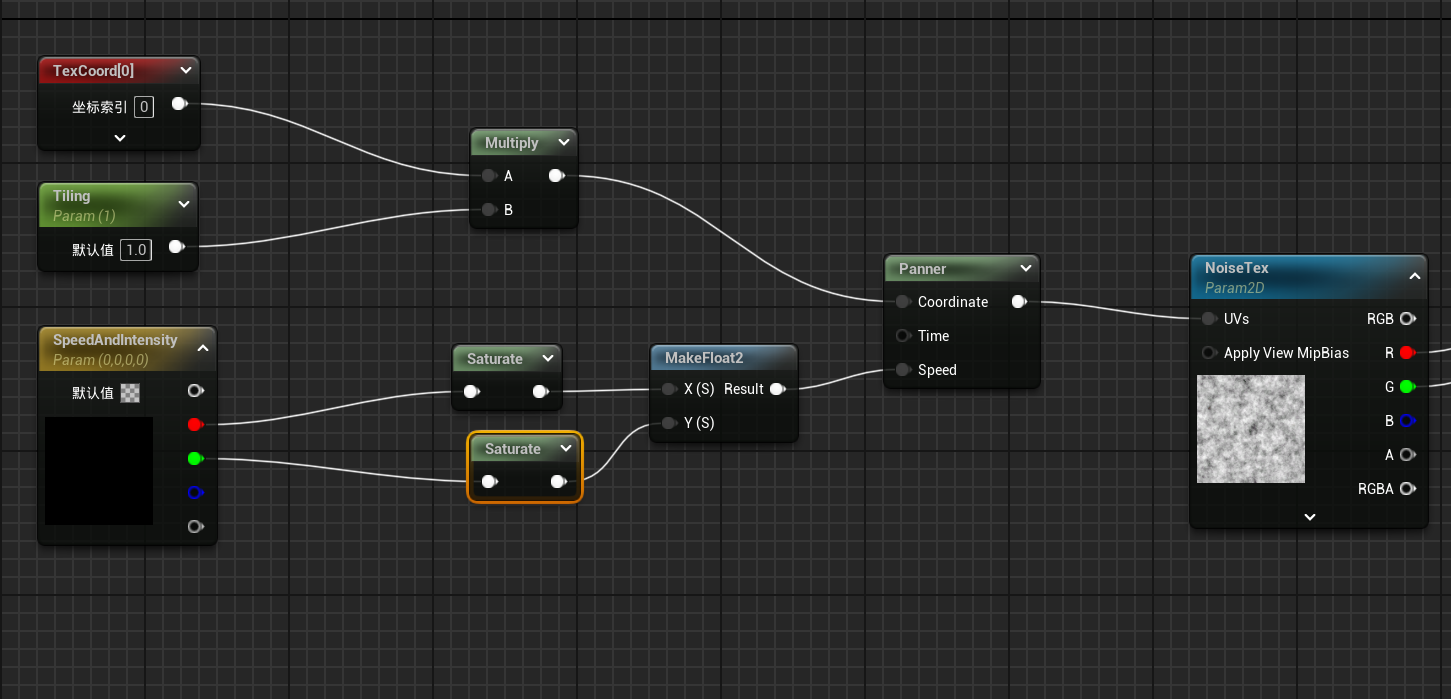 TexCoord[0]
坐标索引 0
Tiling
Param (1)
默认值 1.0
SpeedAndIntensity
Param (0,0,0,0)
默认值
Multiply
A
B
Saturate
Saturate
MakeFloat2
X (S) Result
Y (S)
Panner
Coordinate
Time
Speed
NoiseTex
Param2D
UVs RGB
Apply View MipBias R
G
B
A
RGBA